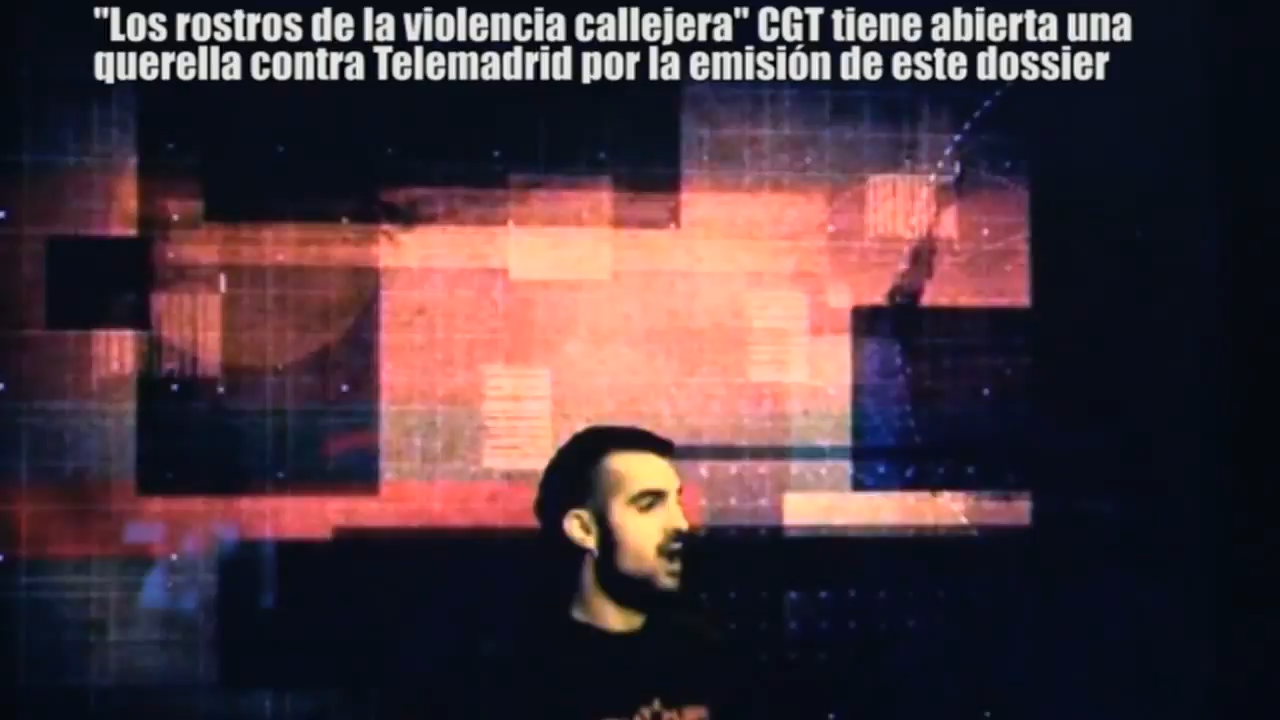 "Los rostros de la violencia callejera" CGT tiene abierta una
querella contra Telemadrid por la emisión de este dossier